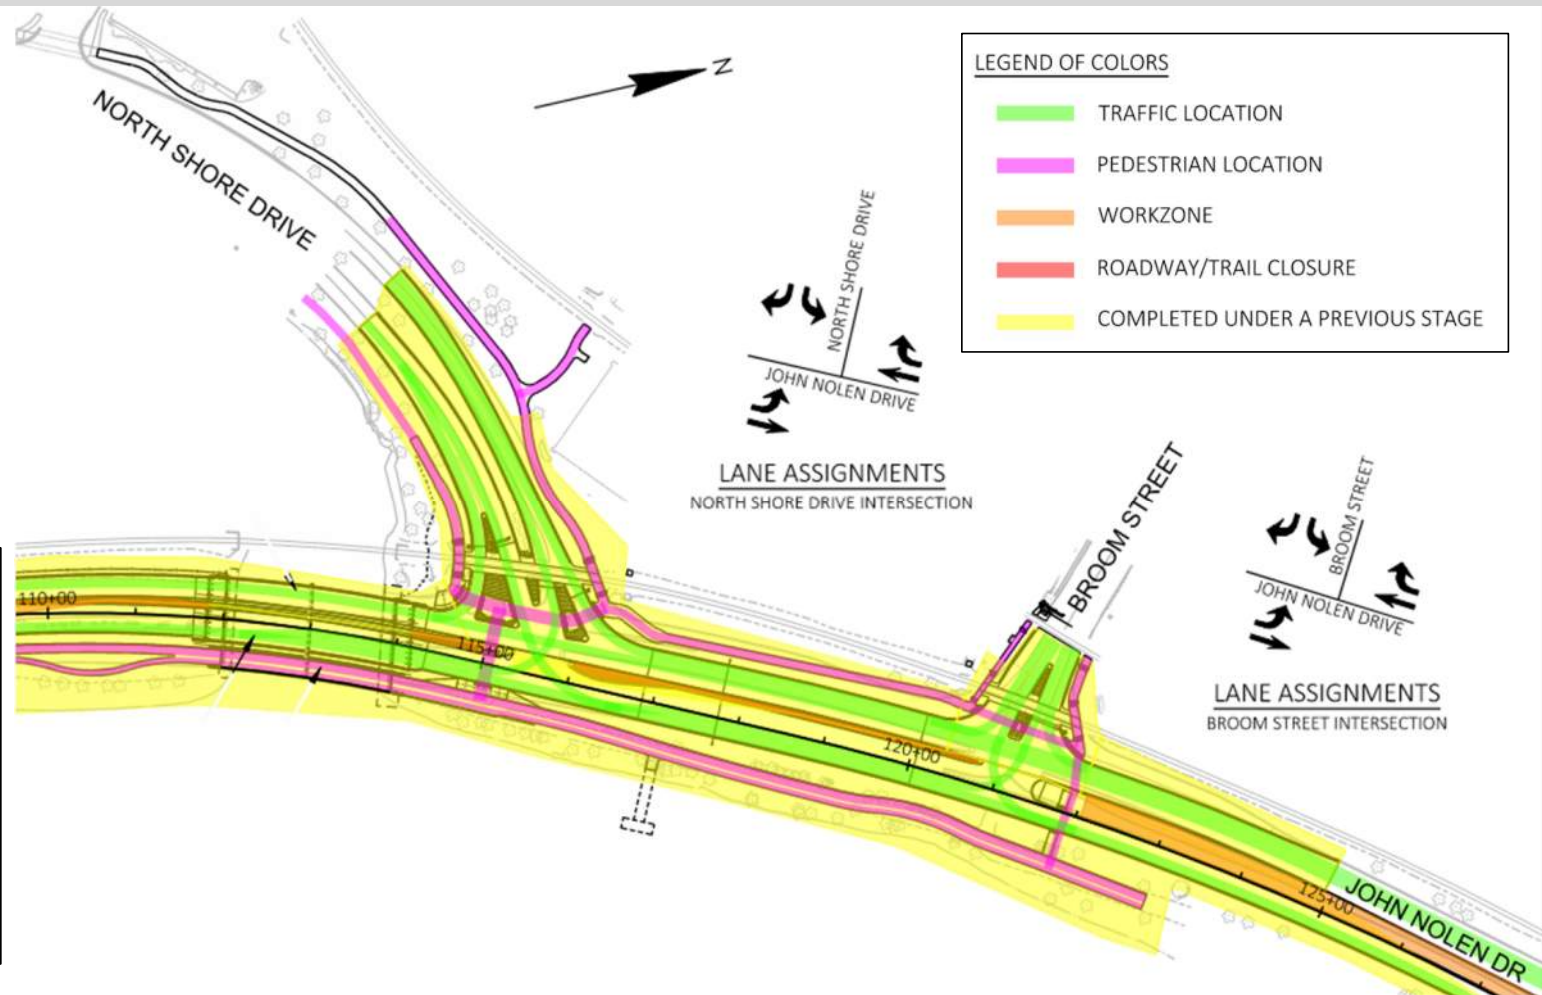 N
LEGEND OF COLORS
TRAFFIC LOCATION
PEDESTRIAN LOCATION
WORKZONE
ROADWAY/TRAIL CLOSURE
COMPLETED UNDER A PREVIOUS STAGE
NORTH SHORE DRIVE
NORTH SHORE DRIVE
JOHN NOLEN DRIVE
LANE ASSIGNMENTS
NORTH SHORE DRIVE INTERSECTION
BROOM STREET
BROOM STREET
JOHN NOLEN DRIVE
LANE ASSIGNMENTS
BROOM STREET INTERSECTION
110+00
115+00
120+00
125+00
JOHN NOLEN DR